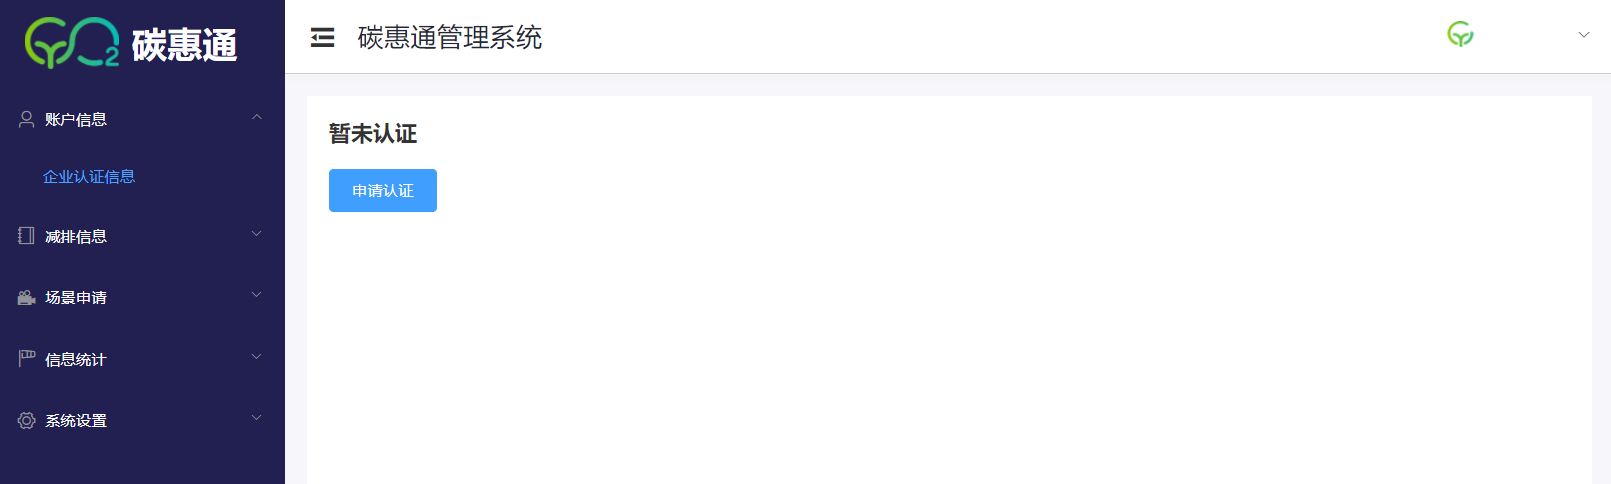 碳惠通
碳惠通管理系统
账户信息
企业认证信息
减排信息
场景申请
信息统计
系统设置
暂未认证
申请认证